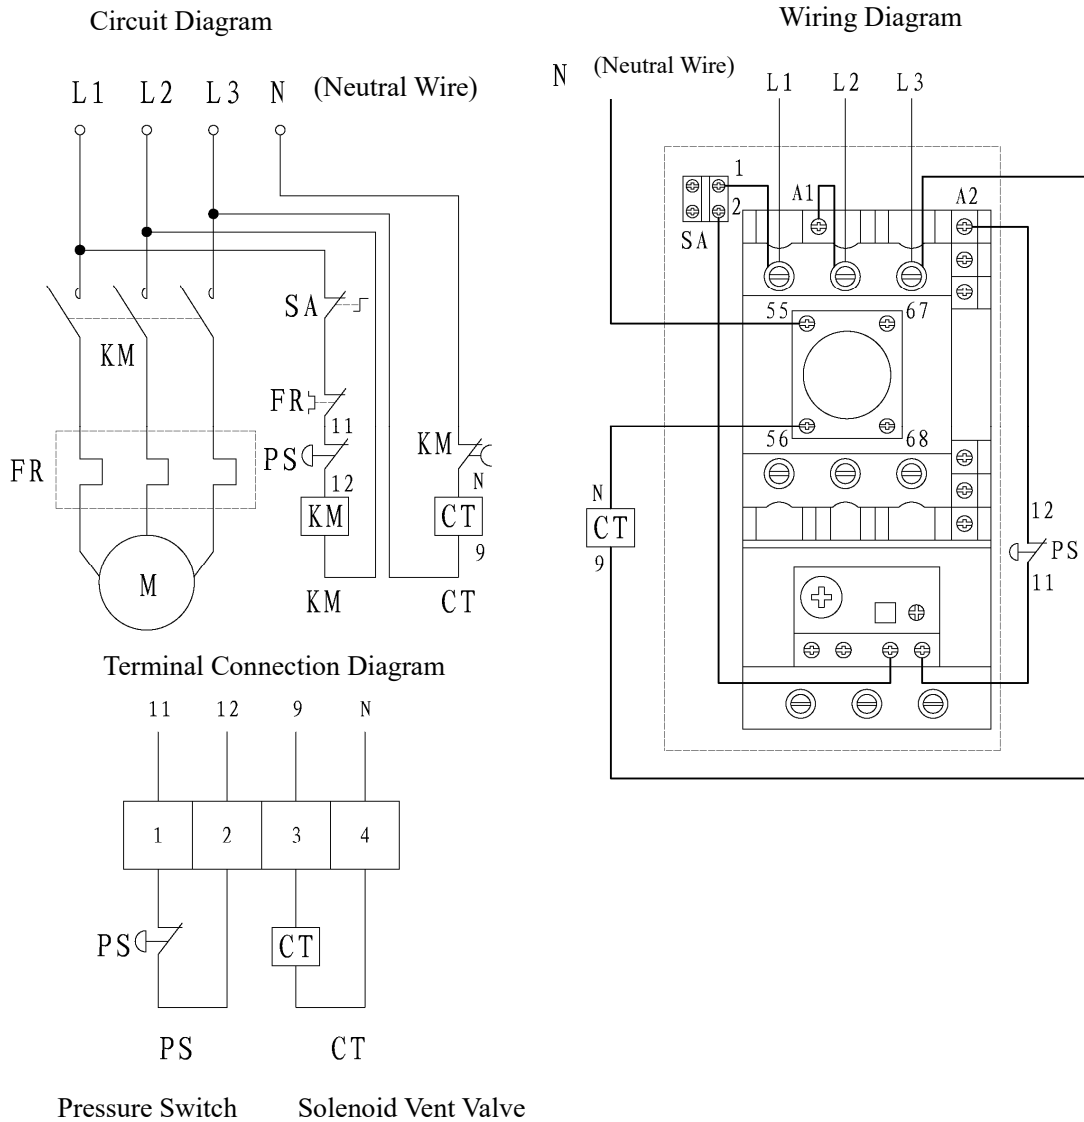 Circuit Diagram
L1 L2 L3 N (Neutral Wire)
SA
KM
FR
11
PS
KM
FR
12
N
KM
CT
9
M
KM
CT
Terminal Connection Diagram
11 12 9 N
1 2 3 4
PS
CT
PS CT
Pressure Switch Solenoid Vent Valve
Wiring Diagram
N (Neutral Wire) L1 L2 L3
1
A1
A2
2
SA
55 67
56 68
N
CT
9
12
PS
11